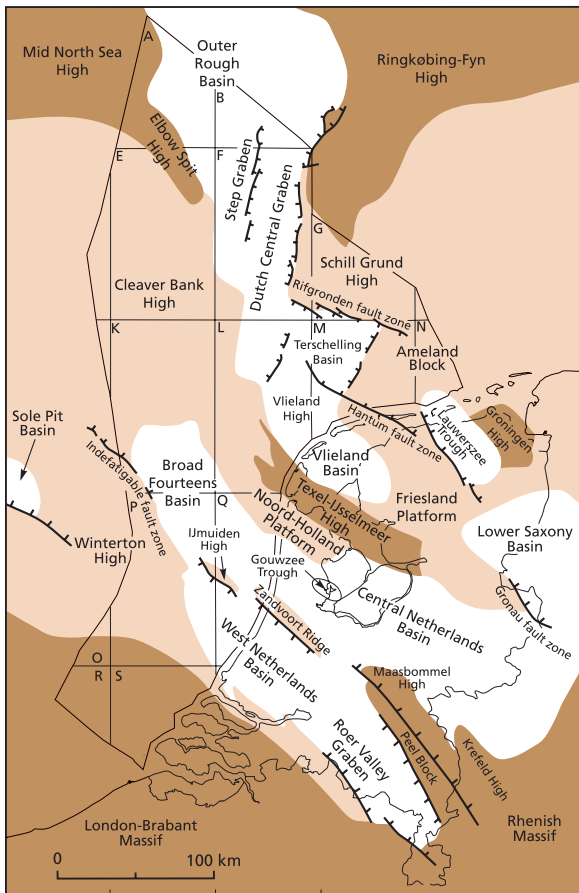 A
Mid North Sea
High
Outer
Rough
Basin
Ringkøbing-Fyn
High
B
Elbow Spit
High
E
F
Step Graben
Dutch Central Graben
G
Schill Grund
High
Cleaver Bank
High
Rifgronden fault zone
K
L
M
N
Terschelling
Basin
Ameland
Block
Vlieland
High
Hantum fault zone
Lauwerszee
Trough
Groningen
High
Sole Pit
Basin
Indefatigable fault zone
Broad
Fourteens
Basin
Vlieland
Basin
Texel-IJsselmeer
High
Friesland
Platform
P
Q
Noord-Holland
Platform
Lower Saxony
Basin
Winterton
High
IJmuiden
High
Gouwzee
Trough
Zandvoort Ridge
Central Netherlands
Basin
Gronau fault zone
O
R
S
West Netherlands
Basin
Maasbommel
High
Roer Valley
Graben
Peel Block
Krefeld High
London-Brabant
Massif
Rhenish
Massif
0
100 km